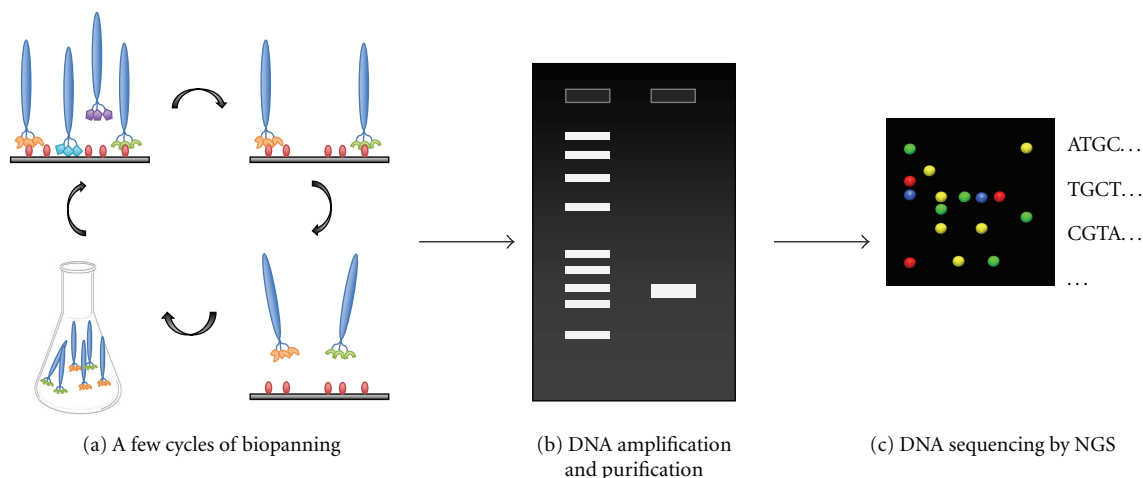 ATGC...
TGCT...
CGTA...
...
(a) A few cycles of biopanning
(b) DNA amplification
and purification
(c) DNA sequencing by NGS